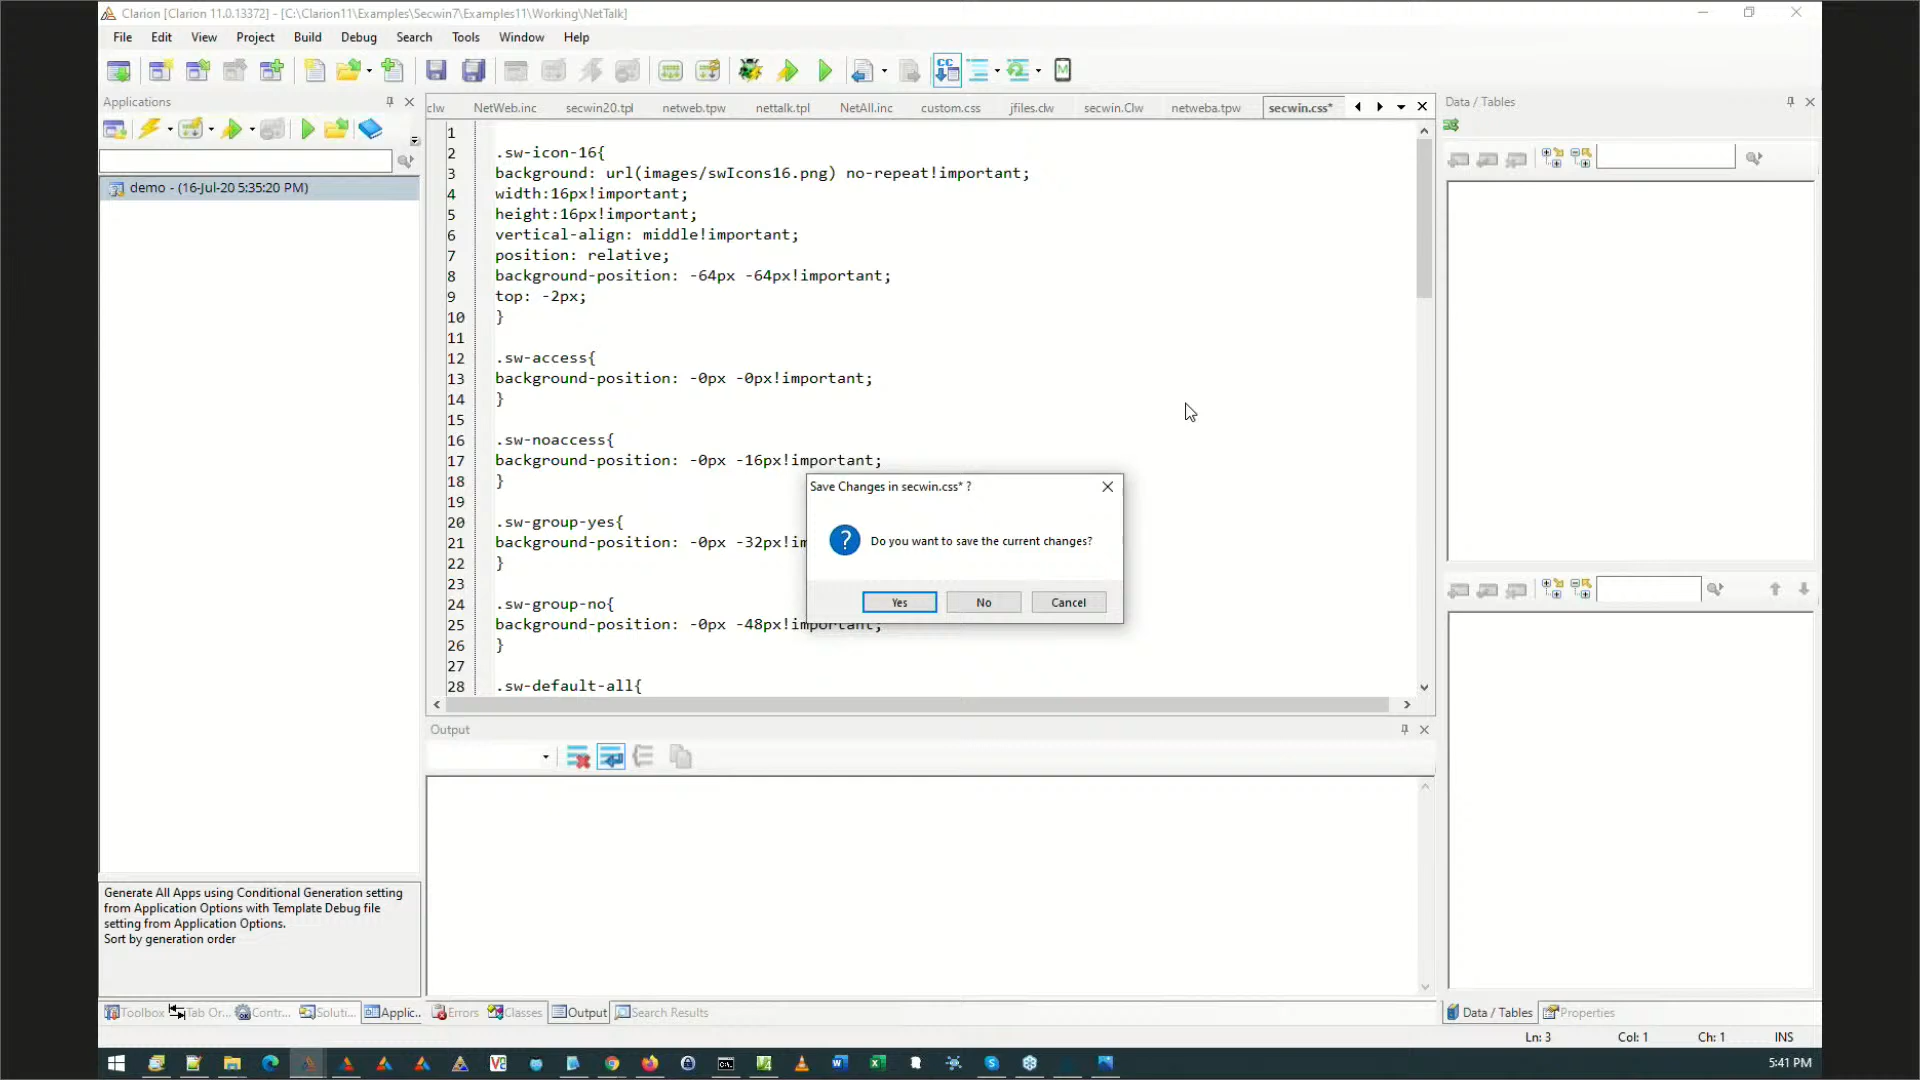 Clarion [Clarion 11.0.13372] - [C:\Clarion11\Examples\Secwin7\Examples11\Working\NetTalk]
File Edit View Project Build Debug Search Tools Window Help
Applications
demo - (16-Jul-20 5:35:20 PM)
Generate All Apps using Conditional Generation setting
from Application Options with Template Debug file
setting from Application Options.
Sort by generation order
Toolbox Tab Or... Contr... Soluti... Applic...
clw NetWeb.inc secwin20.tpl netweb.tpw nettalk.tpl NetAll.inc custom.css jfiles.clw secwin.Clw netweba.tpw secwin.css*
1
2 .sw-icon-16{
3 background: url(images/swIcons16.png) no-repeat!important;
4 width:16px!important;
5 height:16px!important;
6 vertical-align: middle!important;
7 position: relative;
8 background-position: -64px -64px!important;
9 top: -2px;
10 }
11
12 .sw-access{
13 background-position: -0px -0px!important;
14 }
15
16 .sw-noaccess{
17 background-position: -0px -16px!important;
18 }
19
20 .sw-group-yes{
21 background-position: -0px -32px!im
22 }
23
24 .sw-group-no{
25 background-position: -0px -48px!important;
26 }
27
28 .sw-default-all{
Save Changes in secwin.css* ?
Do you want to save the current changes?
Yes No Cancel
Output
Errors Classes Output Search Results
Data / Tables
Data / Tables Properties
Ln: 3 Col: 1 Ch: 1 INS
5:41 PM